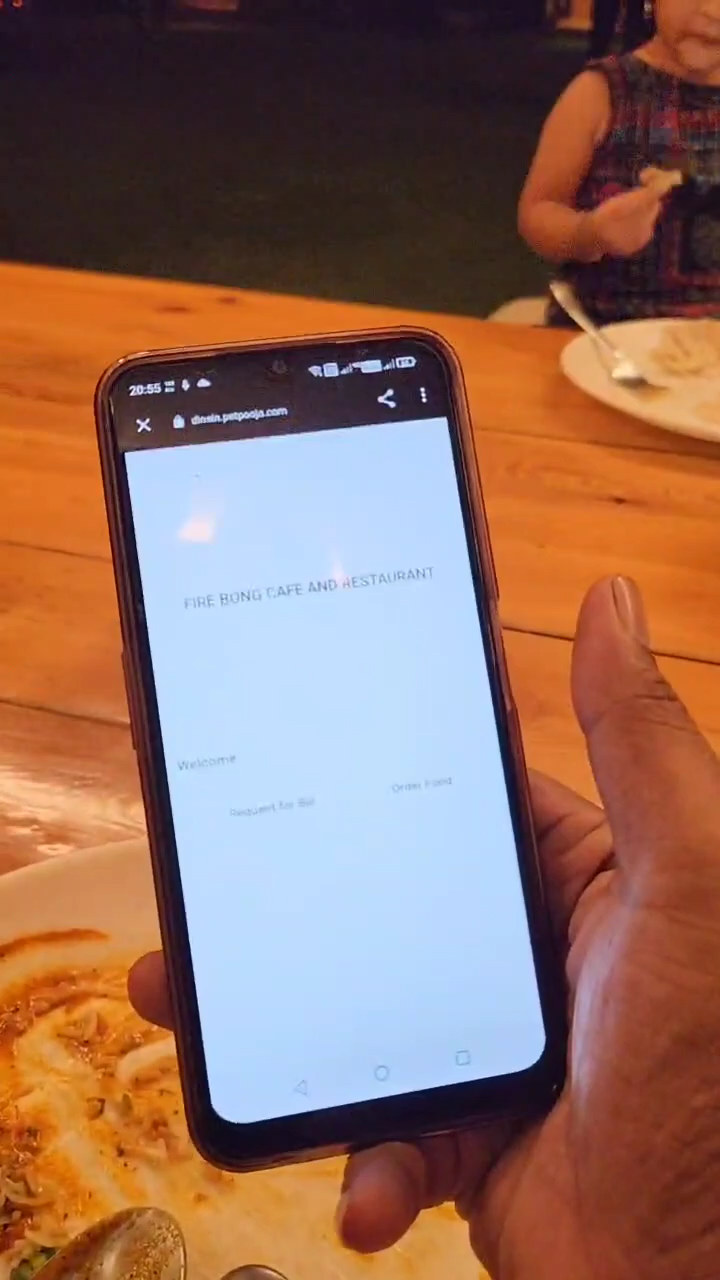 20:55
dinein.petpooja.com
FIRE BONG CAFE AND RESTAURANT
Welcome
Request for Bill
Order Food